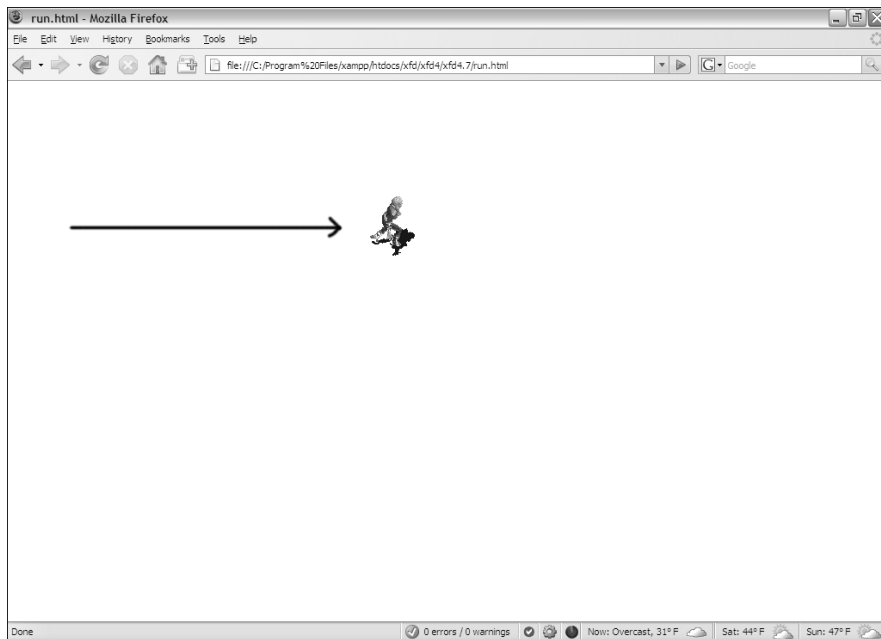 run.html - Mozilla Firefox
File Edit View History Bookmarks Tools Help
file:///C:/Program%20Files/xampp/htdocs/xfd/xfd4/xfd4.7/run.html G Google
Done 0 errors / 0 warnings Now: Overcast, 31° F Sat: 44° F Sun: 47° F